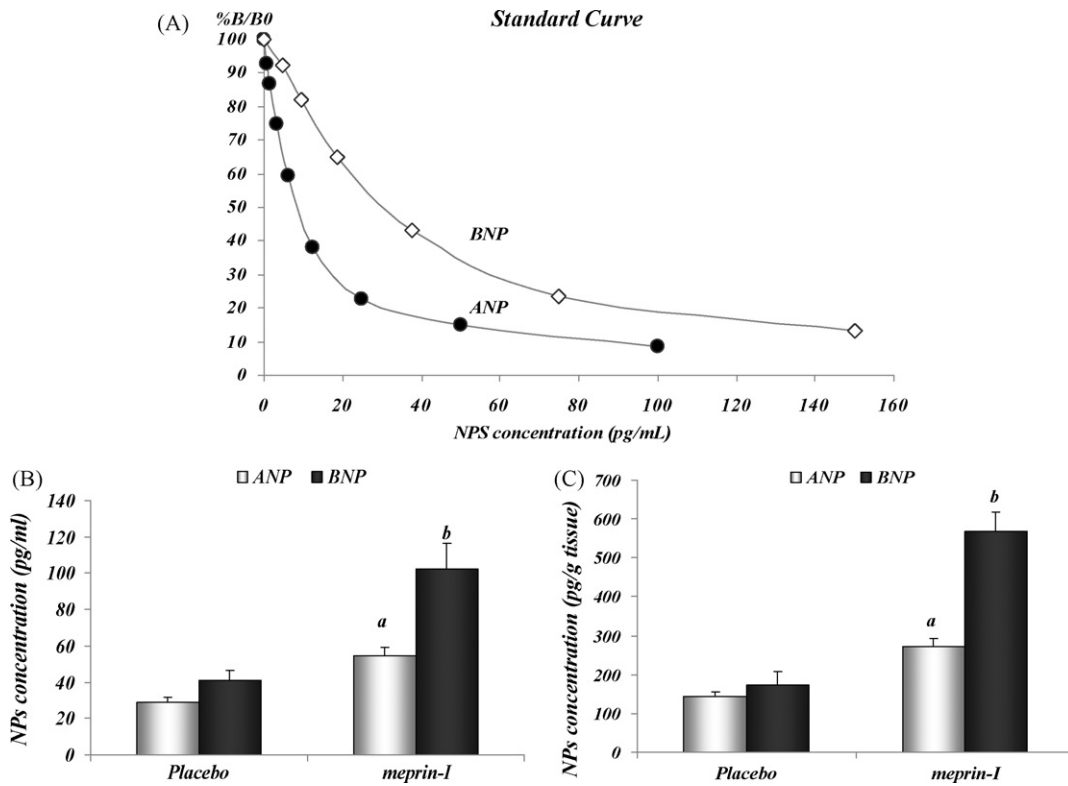 (A)
%B/B0
Standard Curve
100
90
80
70
60
50
40
30
20
10
0
BNP
ANP
0 20 40 60 80 100 120 140 160
NPS concentration (pg/mL)
(B)
ANP BNP
NPs concentration (pg/ml)
140
120
100
80
60
40
20
0
a
b
Placebo meprin-I
(C)
ANP BNP
NPs concentration (pg/g tissue)
700
600
500
400
300
200
100
0
a
b
Placebo meprin-I